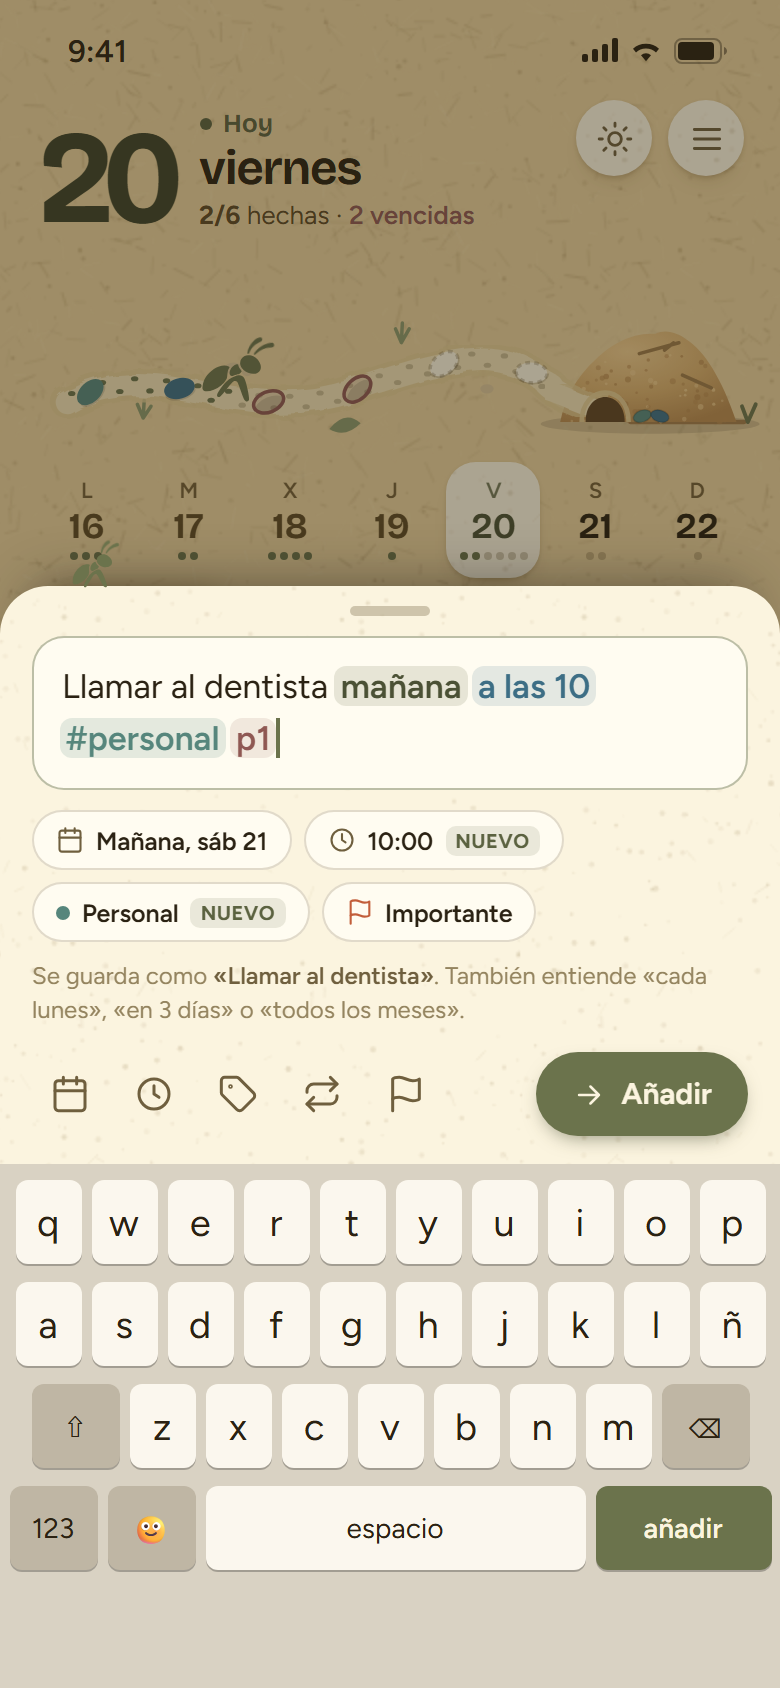 9:41
20
Hoy
viernes
2/6 hechas · 2 vencidas
L M X J V S D
16 17 18 19 20 21 22
Llamar al dentista mañana a las 10
#personal p1
Mañana, sáb 21
10:00 NUEVO
Personal NUEVO
Importante
Se guarda como «Llamar al dentista». También entiende «cada
lunes», «en 3 días» o «todos los meses».
Añadir
q w e r t y u i o p
a s d f g h j k l ñ
z x c v b n m
123 espacio añadir